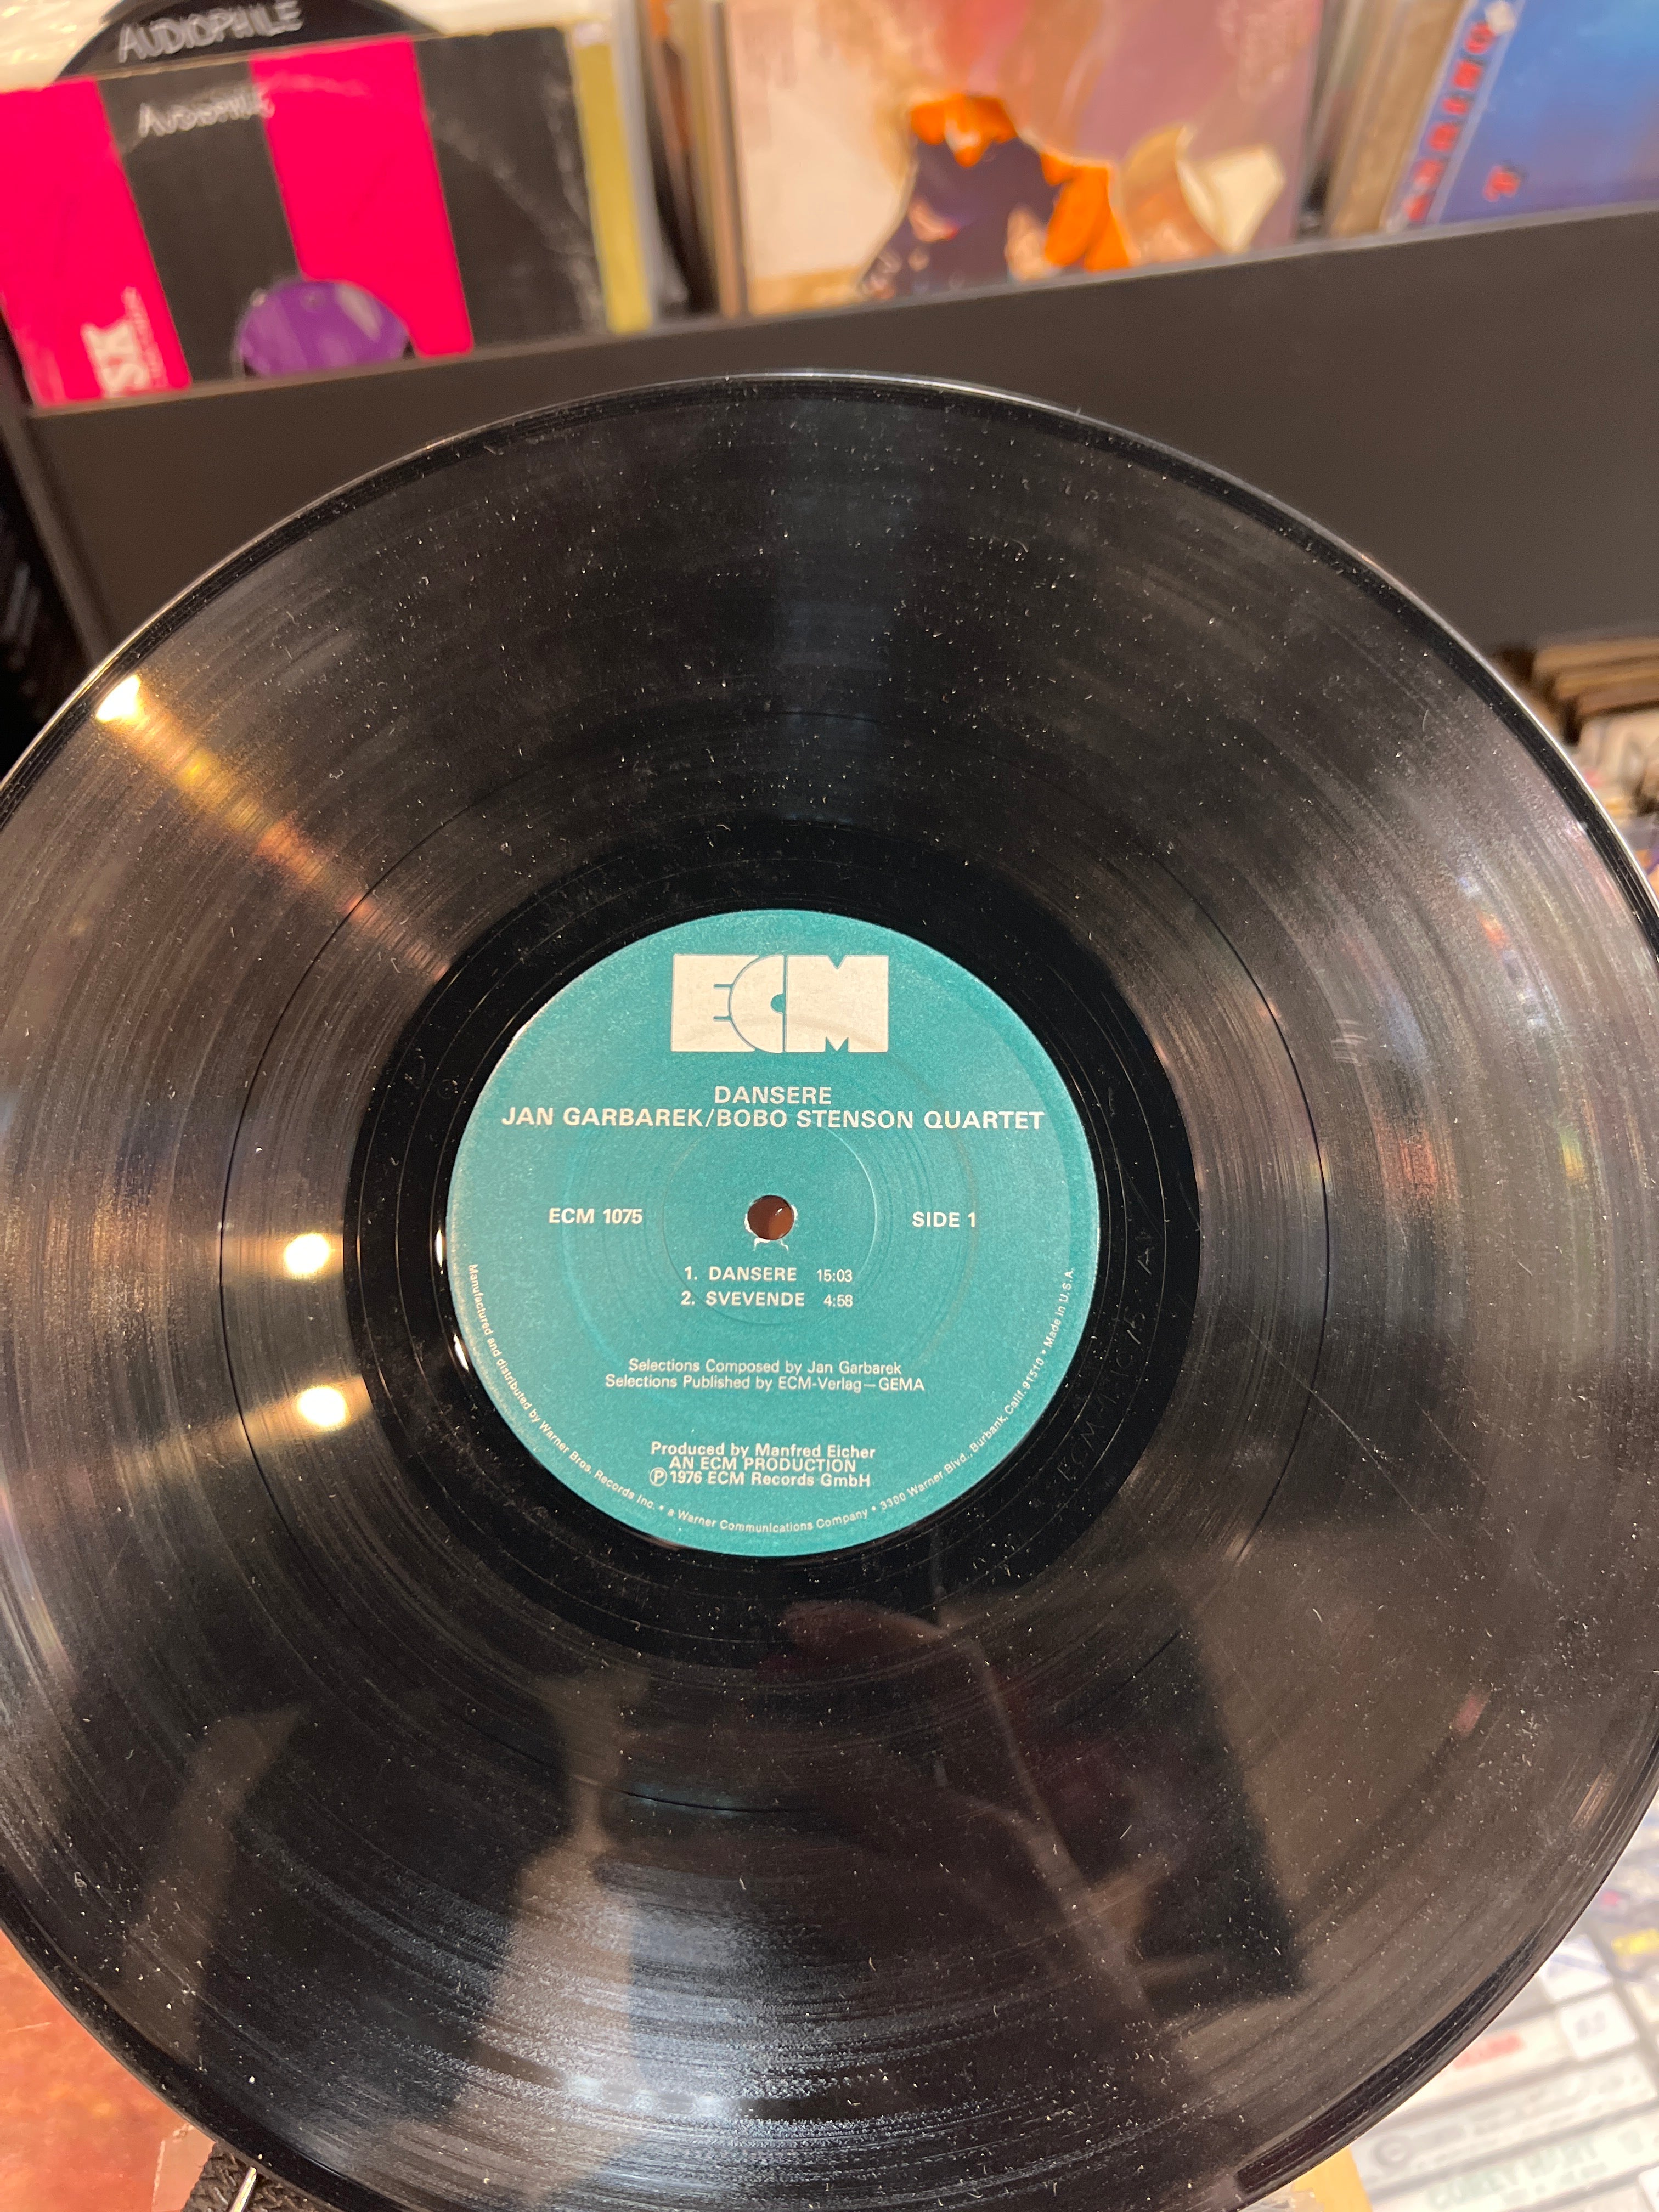 AUDIOPHILE
AUDIOPHILE
SK
ECM
DANSERE
JAN GARBAREK/BOBO STENSON QUARTET
ECM 1075
SIDE 1
1. DANSERE 15:03
2. SVEVENDE 4:58
Selections Composed by Jan Garbarek
Selections Published by ECM-Verlag—GEMA
Produced by Manfred Eicher
AN ECM PRODUCTION
Ⓟ 1976 ECM Records GmbH
Manufactured and distributed by Warner Bros. Records Inc. • a Warner Communications Company • 3300 Warner Blvd., Burbank, Calif. 91510 • Made in U.S.A.